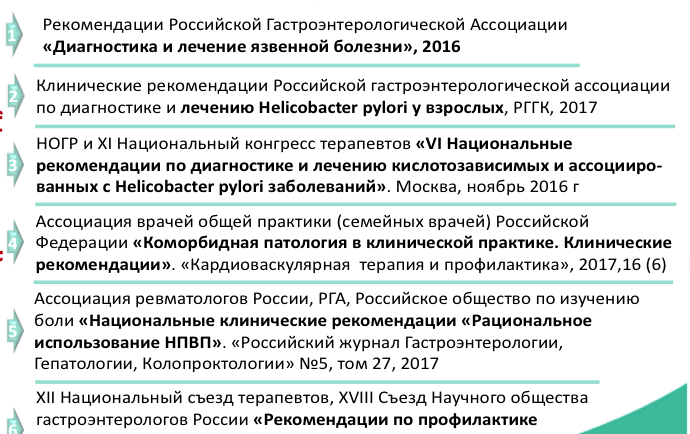 1
Рекомендации Российской Гастроэнтерологической Ассоциации
«Диагностика и лечение язвенной болезни», 2016
2
Клинические рекомендации Российской гастроэнтерологической ассоциации
по диагностике и лечению Helicobacter pylori у взрослых, РГГК, 2017
3
НОГР и XI Национальный конгресс терапевтов «VI Национальные
рекомендации по диагностике и лечению кислотозависимых и ассоцииро-
ванных с Helicobacter pylori заболеваний». Москва, ноябрь 2016 г
4
Ассоциация врачей общей практики (семейных врачей) Российской
Федерации «Коморбидная патология в клинической практике. Клинические
рекомендации». «Кардиоваскулярная терапия и профилактика», 2017,16 (6)
5
Ассоциация ревматологов России, РГА, Российское общество по изучению
боли «Национальные клинические рекомендации «Рациональное
использование НПВП». «Российский журнал Гастроэнтерологии,
Гепатологии, Колопроктологии» №5, том 27, 2017
6
XII Национальный съезд терапевтов, XVIII Съезд Научного общества
гастроэнтерологов России «Рекомендации по профилактике